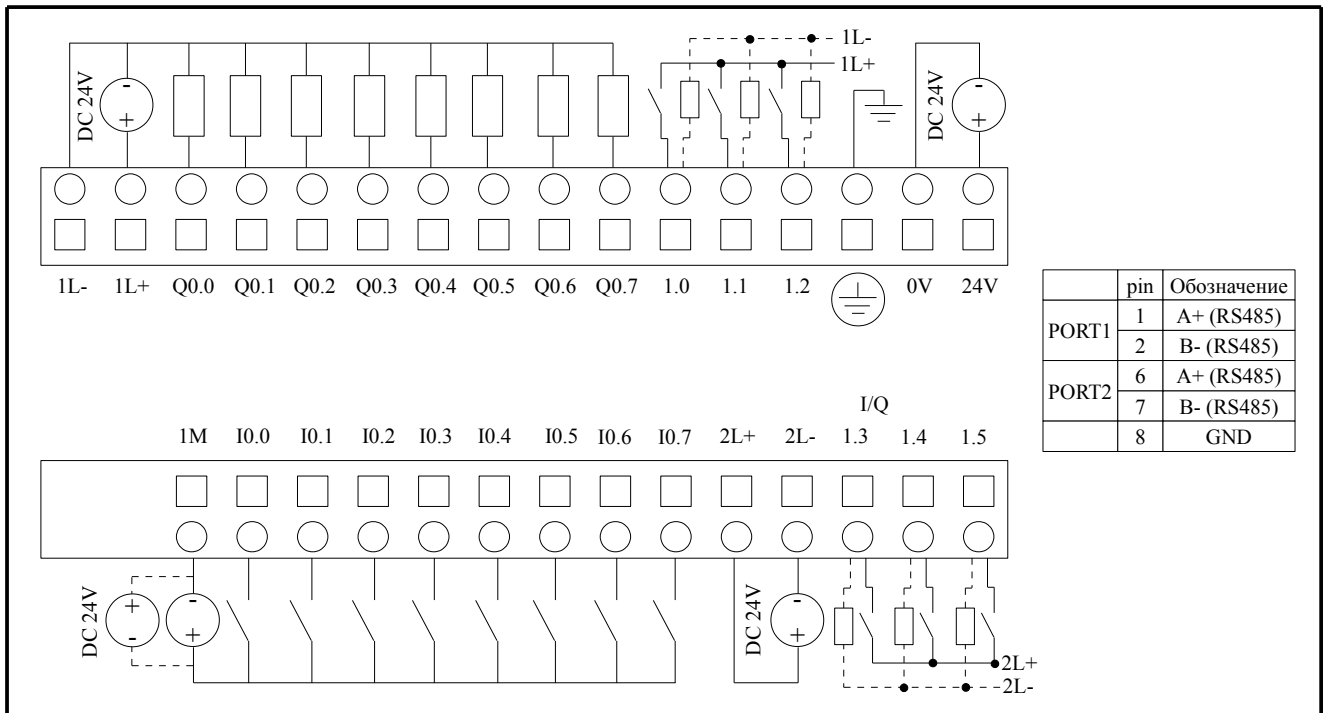 1L-
1L+
DC 24V
-
+
DC 24V
-
+
1L- 1L+ Q0.0 Q0.1 Q0.2 Q0.3 Q0.4 Q0.5 Q0.6 Q0.7 1.0 1.1 1.2 0V 24V
pin Обозначение
PORT1 1 A+ (RS485)
2 B- (RS485)
PORT2 6 A+ (RS485)
7 B- (RS485)
8 GND
I/Q
1M I0.0 I0.1 I0.2 I0.3 I0.4 I0.5 I0.6 I0.7 2L+ 2L- 1.3 1.4 1.5
DC 24V
+
-
-
+
DC 24V
-
+
2L+
2L-